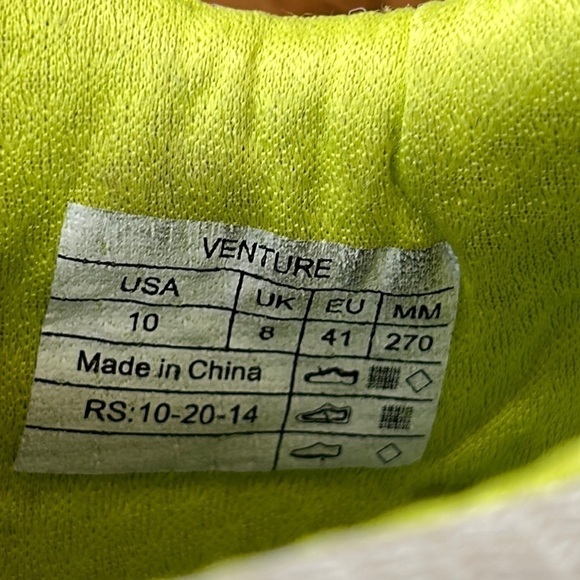 VENTURE
USA UK EU MM
10 8 41 270
Made in China
RS:10-20-14